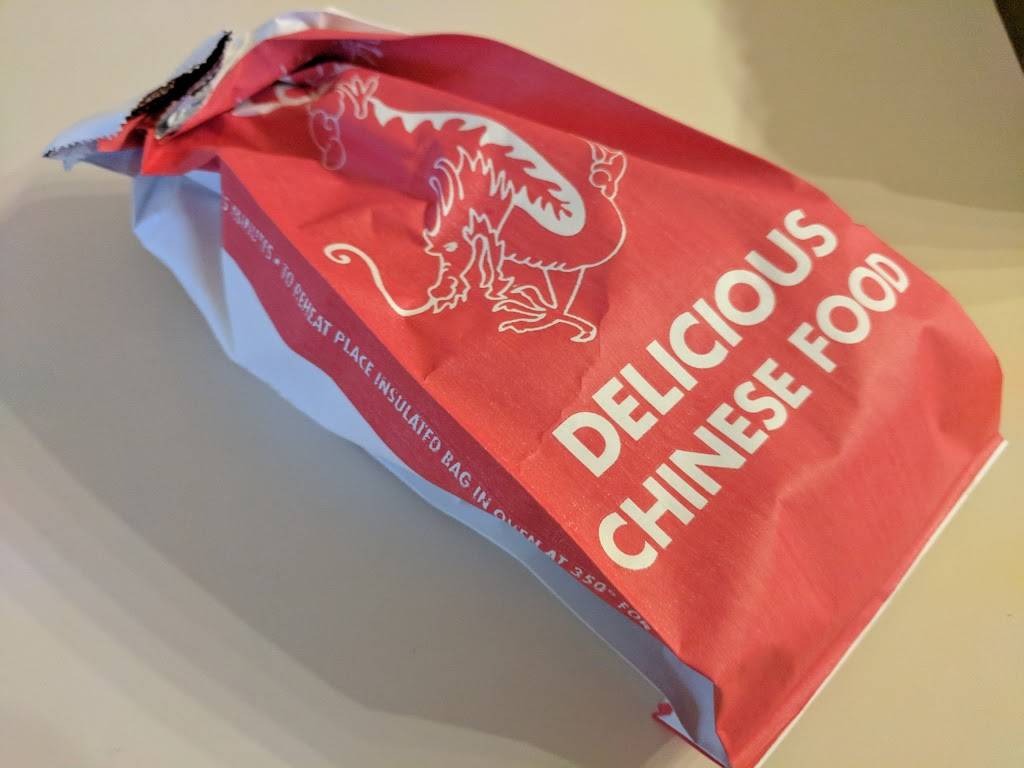 DELICIOUS
CHINESE FOOD
MINUTES • TO REHEAT PLACE INSULATED BAG IN OVEN AT 350° FOR